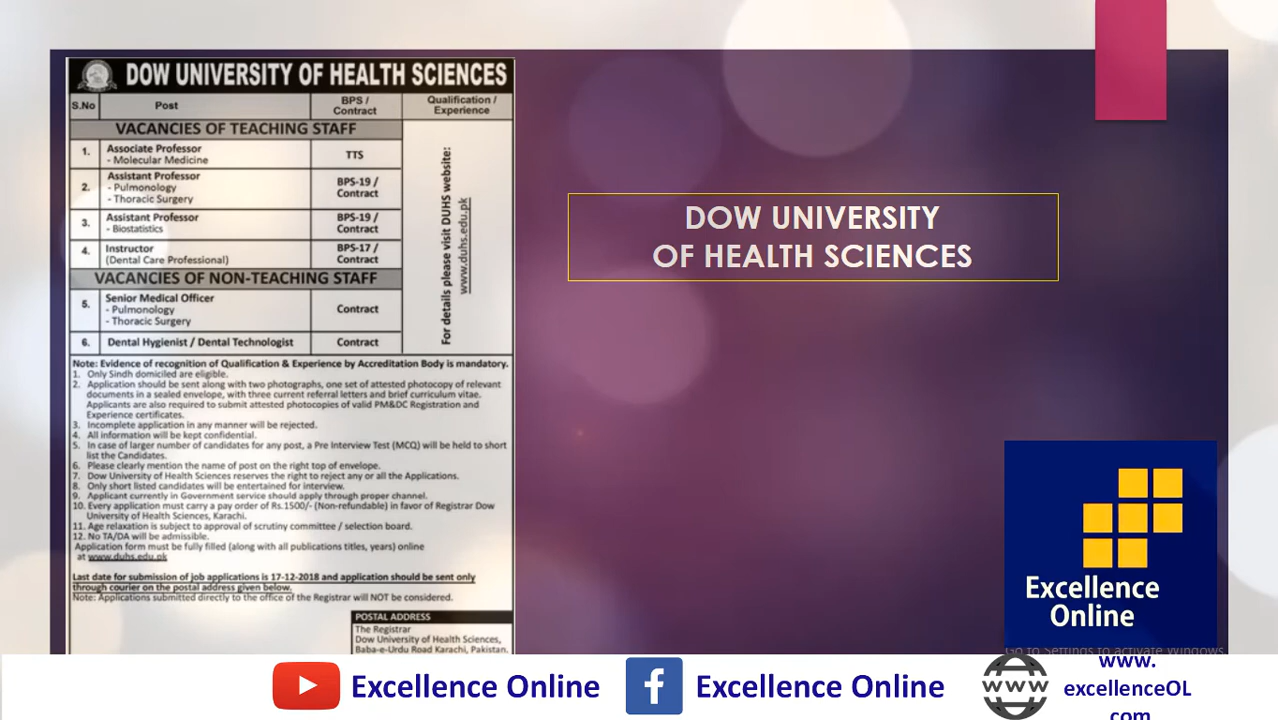 DOW UNIVERSITY OF HEALTH SCIENCES
S.No Post BPS / Contract Qualification / Experience
VACANCIES OF TEACHING STAFF
1. Associate Professor
- Molecular Medicine
TTS
2. Assistant Professor
- Pulmonology
- Thoracic Surgery
BPS-19 /
Contract
3. Assistant Professor
- Biostatistics
BPS-19 /
Contract
4. Instructor
(Dental Care Professional)
BPS-17 /
Contract
For details please visit DUHS website:
www.duhs.edu.pk
VACANCIES OF NON-TEACHING STAFF
5. Senior Medical Officer
- Pulmonology
- Thoracic Surgery
Contract
6. Dental Hygienist / Dental Technologist Contract
Note: Evidence of recognition of Qualification & Experience by Accreditation Body is mandatory.
1. Only Sindh domiciled are eligible.
2. Application should be sent along with two photographs, one set of attested photocopy of relevant
documents in a sealed envelope, with three current referral letters and brief curriculum vitae.
Applicants are also required to submit attested photocopies of valid PM&DC Registration and
Experience certificates.
3. Incomplete application in any manner will be rejected.
4. All information will be kept confidential.
5. In case of larger number of candidates for any post, a Pre Interview Test (MCQ) will be held to short
list the Candidates.
6. Please clearly mention the name of post on the right top of envelope.
7. Dow University of Health Sciences reserves the right to reject any or all the Applications.
8. Only short listed candidates will be entertained for interview.
9. Applicant currently in Government service should apply through proper channel.
10. Every application must carry a pay order of Rs.1500/- (Non-refundable) in favor of Registrar Dow
University of Health Sciences, Karachi.
11. Age relaxation is subject to approval of scrutiny committee / selection board.
12. No TA/DA will be admissible.
Application form must be fully filled (along with all publications titles, years) online
at www.duhs.edu.pk
Last date for submission of job applications is 17-12-2018 and application should be sent only
through courier on the postal address given below.
Note: Applications submitted directly to the office of the Registrar will NOT be considered.
POSTAL ADDRESS
The Registrar
Dow University of Health Sciences,
Baba-e-Urdu Road Karachi, Pakistan.
DOW UNIVERSITY
OF HEALTH SCIENCES
Excellence
Online
Go to Settings to activate Windows.
Excellence Online
f
Excellence Online
WWW
www.
excellenceOL
com